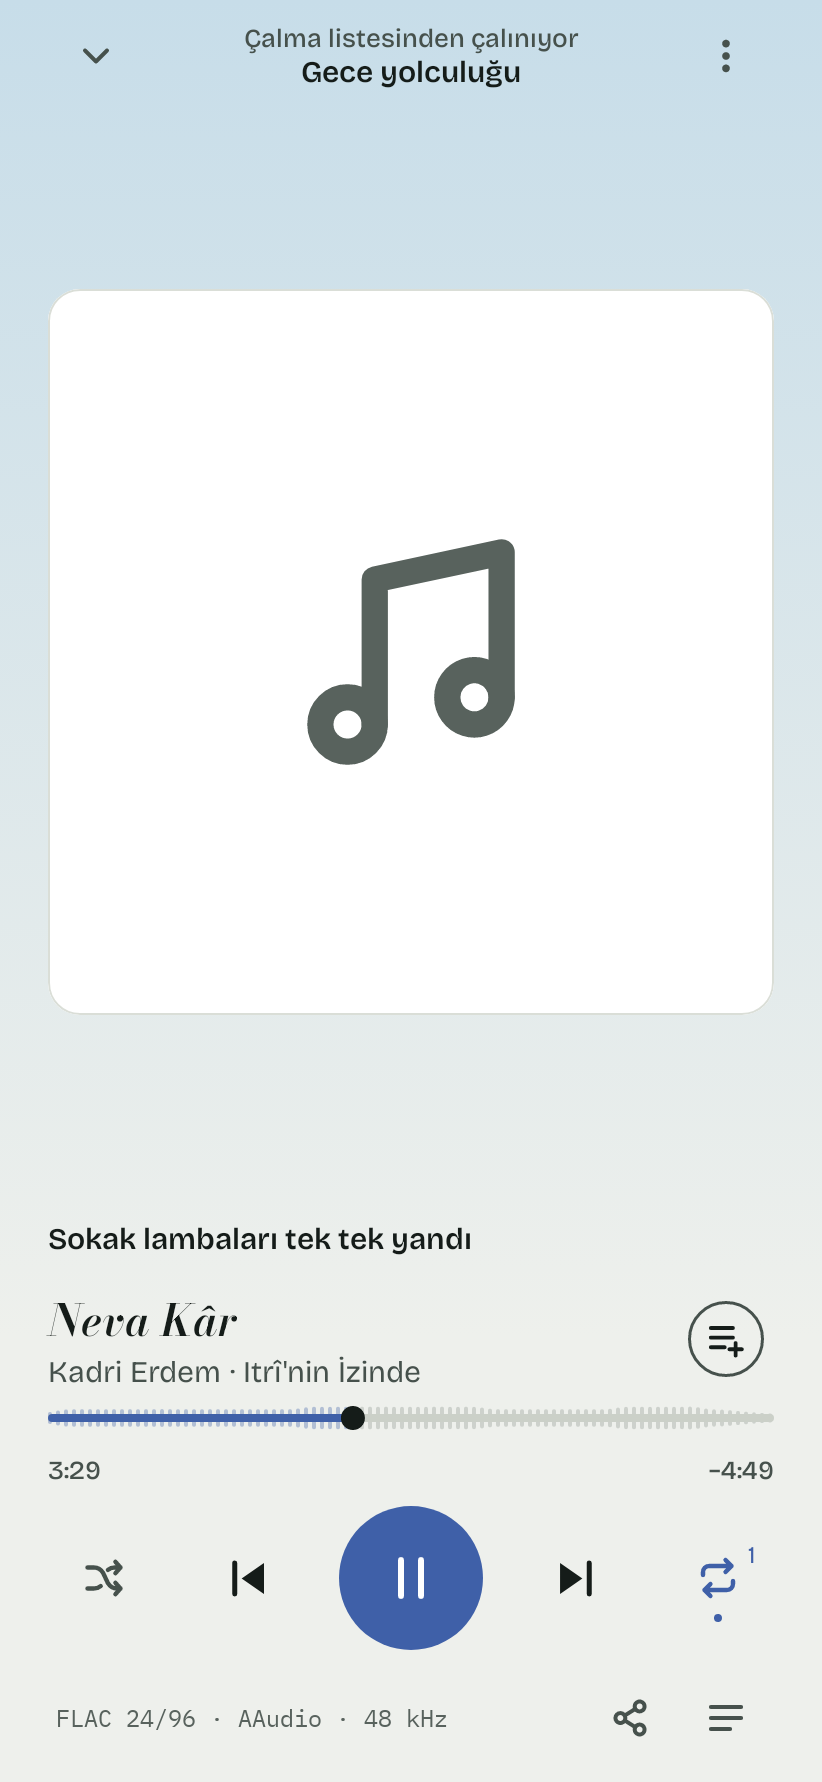 Çalma listesinden çalınıyor
Gece yolculuğu
Sokak lambaları tek tek yandı
Neva Kâr
Kadri Erdem · Itrî'nin İzinde
3:29
−4:49
1
FLAC 24/96 · AAudio · 48 kHz